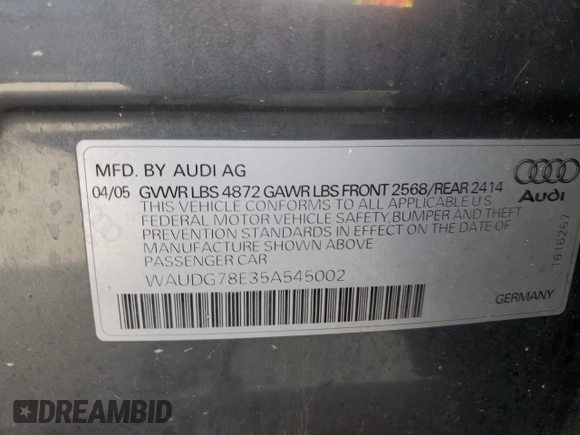 MFD. BY AUDI AG
04/05 GVWR LBS 4872 GAWR LBS FRONT 2568/REAR 2414
THIS VEHICLE CONFORMS TO ALL APPLICABLE U S
FEDERAL MOTOR VEHICLE SAFETY, BUMPER AND THEFT
PREVENTION STANDARDS IN EFFECT ON THE DATE OF
MANUFACTURE SHOWN ABOVE
PASSENGER CAR
WAUDG78E35A545002
Audi
1616267
GERMANY
DREAMBID